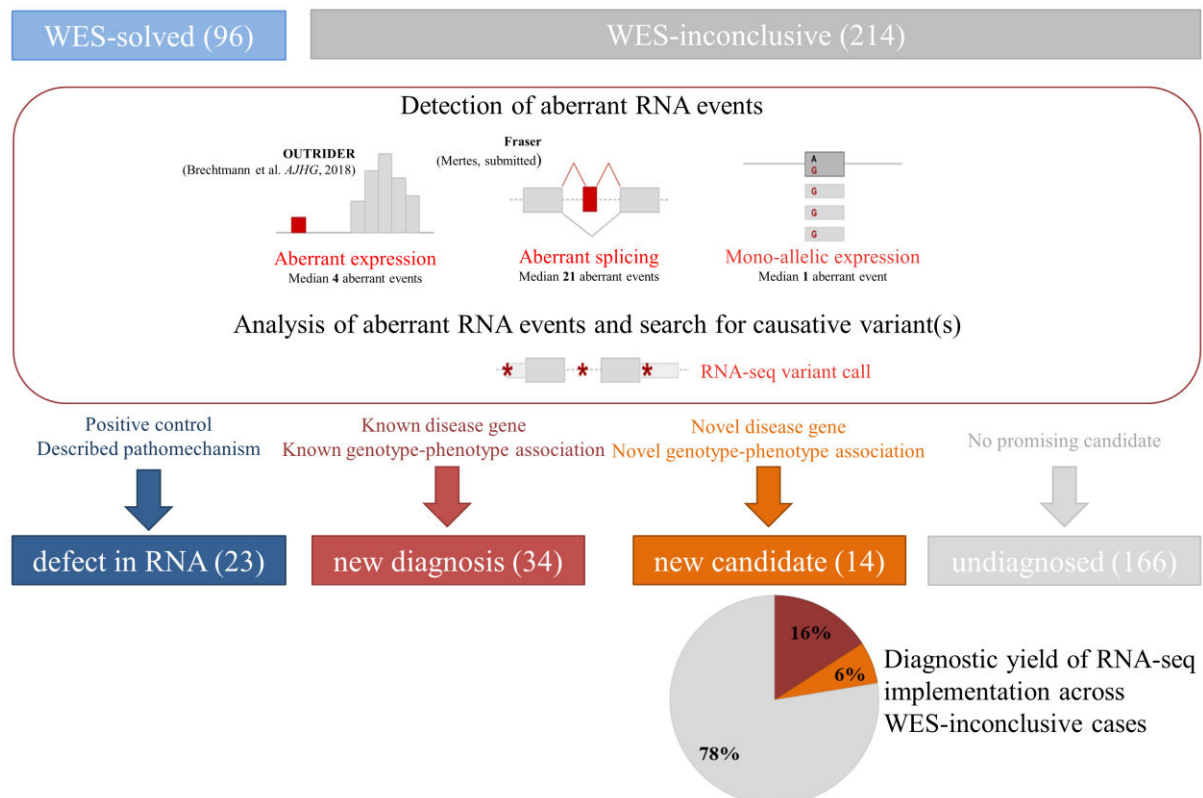 WES-solved (96)
WES-inconclusive (214)
Detection of aberrant RNA events
OUTRIDER
(Brechtmann et al. AJHG, 2018)
Aberrant expression
Median 4 aberrant events
Fraser
(Mertes, submitted)
Aberrant splicing
Median 21 aberrant events
A
G
G
G
G
Mono-allelic expression
Median 1 aberrant event
Analysis of aberrant RNA events and search for causative variant(s)
* * *
RNA-seq variant call
Positive control
Described pathomechanism
Known disease gene
Known genotype-phenotype association
Novel disease gene
Novel genotype-phenotype association
No promising candidate
defect in RNA (23)
new diagnosis (34)
new candidate (14)
undiagnosed (166)
16%
6%
78%
Diagnostic yield of RNA-seq
implementation across
WES-inconclusive cases